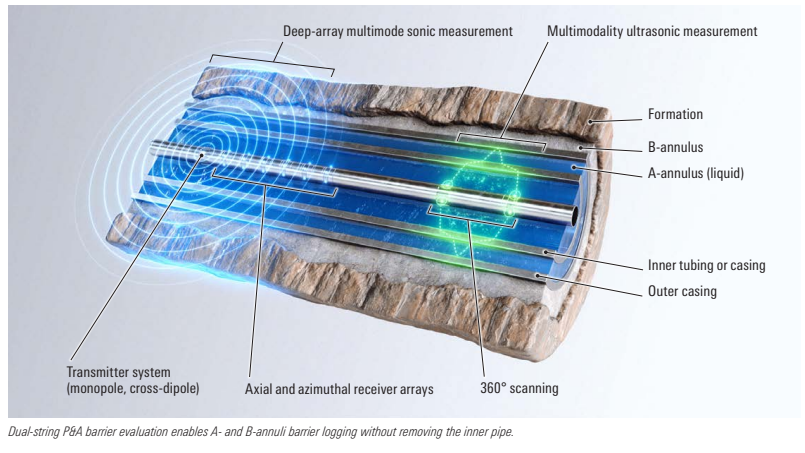 Deep-array multimode sonic measurement
Multimodality ultrasonic measurement
Formation
B-annulus
A-annulus (liquid)
Inner tubing or casing
Outer casing
Transmitter system
(monopole, cross-dipole)
Axial and azimuthal receiver arrays
360° scanning
Dual-string P&A barrier evaluation enables A- and B-annuli barrier logging without removing the inner pipe.